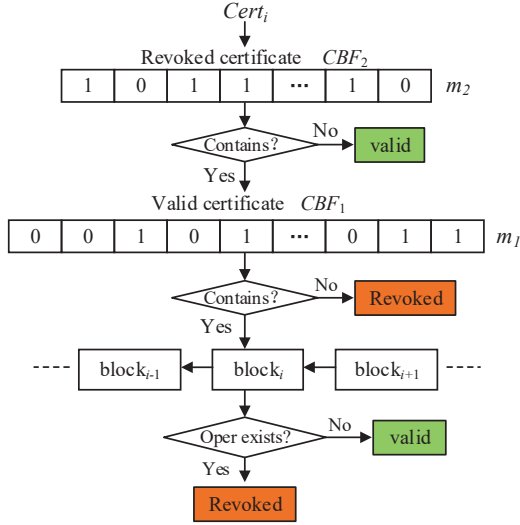 Cert_i
Revoked certificate CBF_2
1 0 1 1 ... 1 0 m_2
Contains? No valid
Yes
Valid certificate CBF_1
0 0 1 0 1 ... 0 1 1 m_1
Contains? No Revoked
Yes
block_{i-1} block_i block_{i+1}
Oper exists? No valid
Yes
Revoked